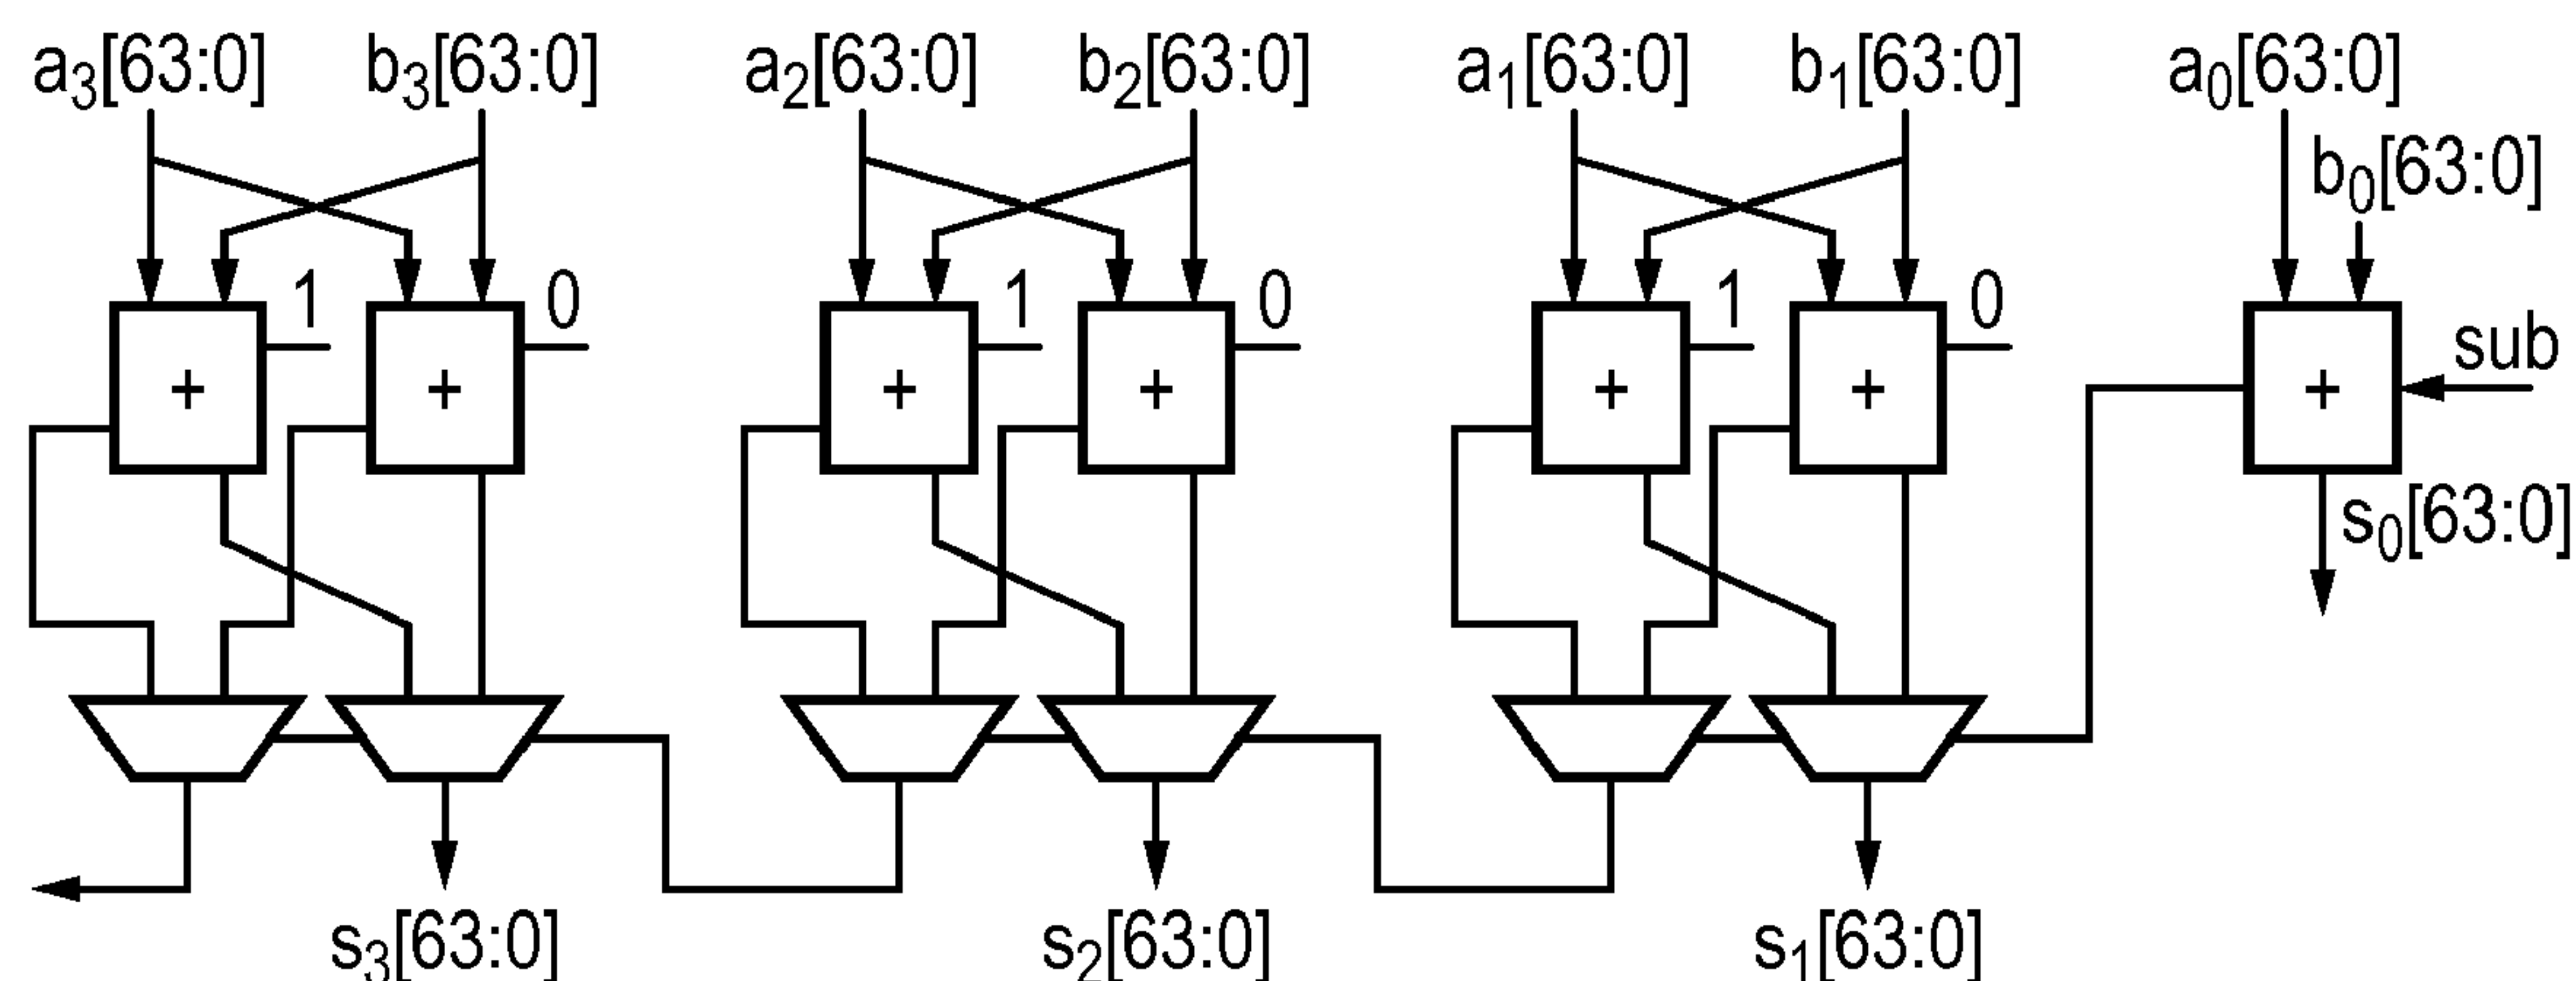 a3[63:0] b3[63:0] a2[63:0] b2[63:0] a1[63:0] b1[63:0] a0[63:0]
b0[63:0]
1 0 1 0 1 0
sub
+ + + + + + +
s0[63:0]
s3[63:0] s2[63:0] s1[63:0]